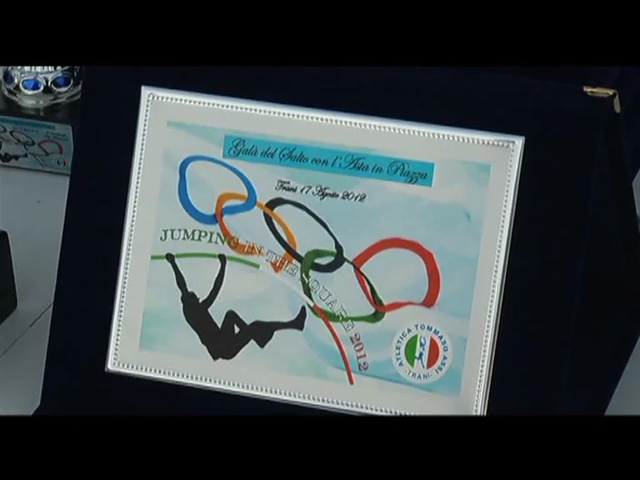 Galà del Salto con l'Asta in Piazza
Trani 17 Agosto 2012
JUMPING IN THE SQUARE 2012
ATLETICA TOMMASO ASSI
TRANI